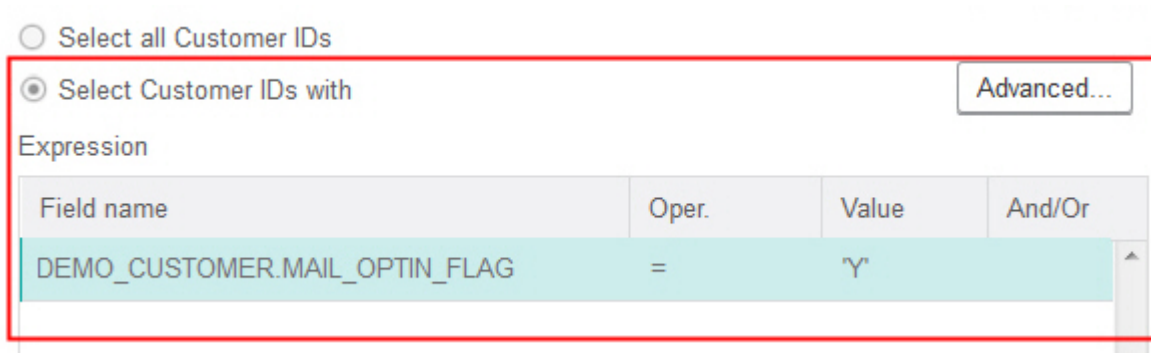 Select all Customer IDs
Select Customer IDs with Advanced...
Expression
Field name Oper. Value And/Or
DEMO_CUSTOMER.MAIL_OPTIN_FLAG = 'Y'